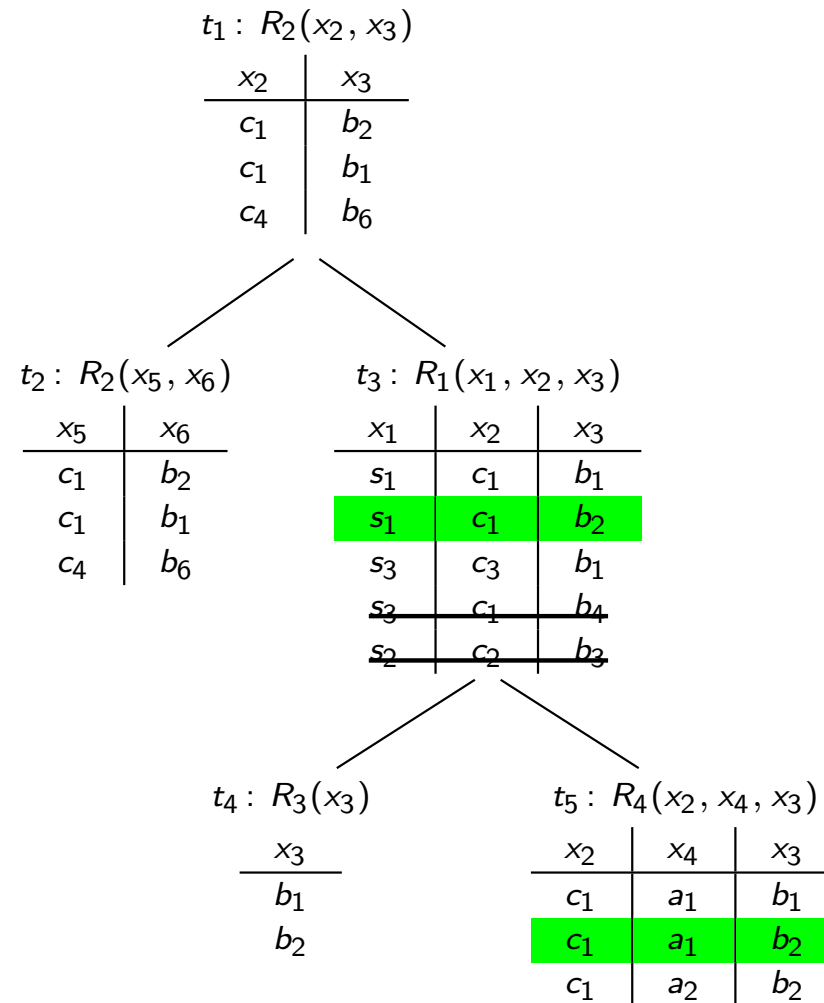 t₁ : R₂(x₂, x₃)
x₂ x₃
c₁ b₂
c₁ b₁
c₄ b₆
t₂ : R₂(x₅, x₆)
x₅ x₆
c₁ b₂
c₁ b₁
c₄ b₆
t₃ : R₁(x₁, x₂, x₃)
x₁ x₂ x₃
s₁ c₁ b₁
s₁ c₁ b₂
s₃ c₃ b₁
s₃ c₁ b₄
s₂ c₂ b₃
t₄ : R₃(x₃)
x₃
b₁
b₂
t₅ : R₄(x₂, x₄, x₃)
x₂ x₄ x₃
c₁ a₁ b₁
c₁ a₁ b₂
c₁ a₂ b₂